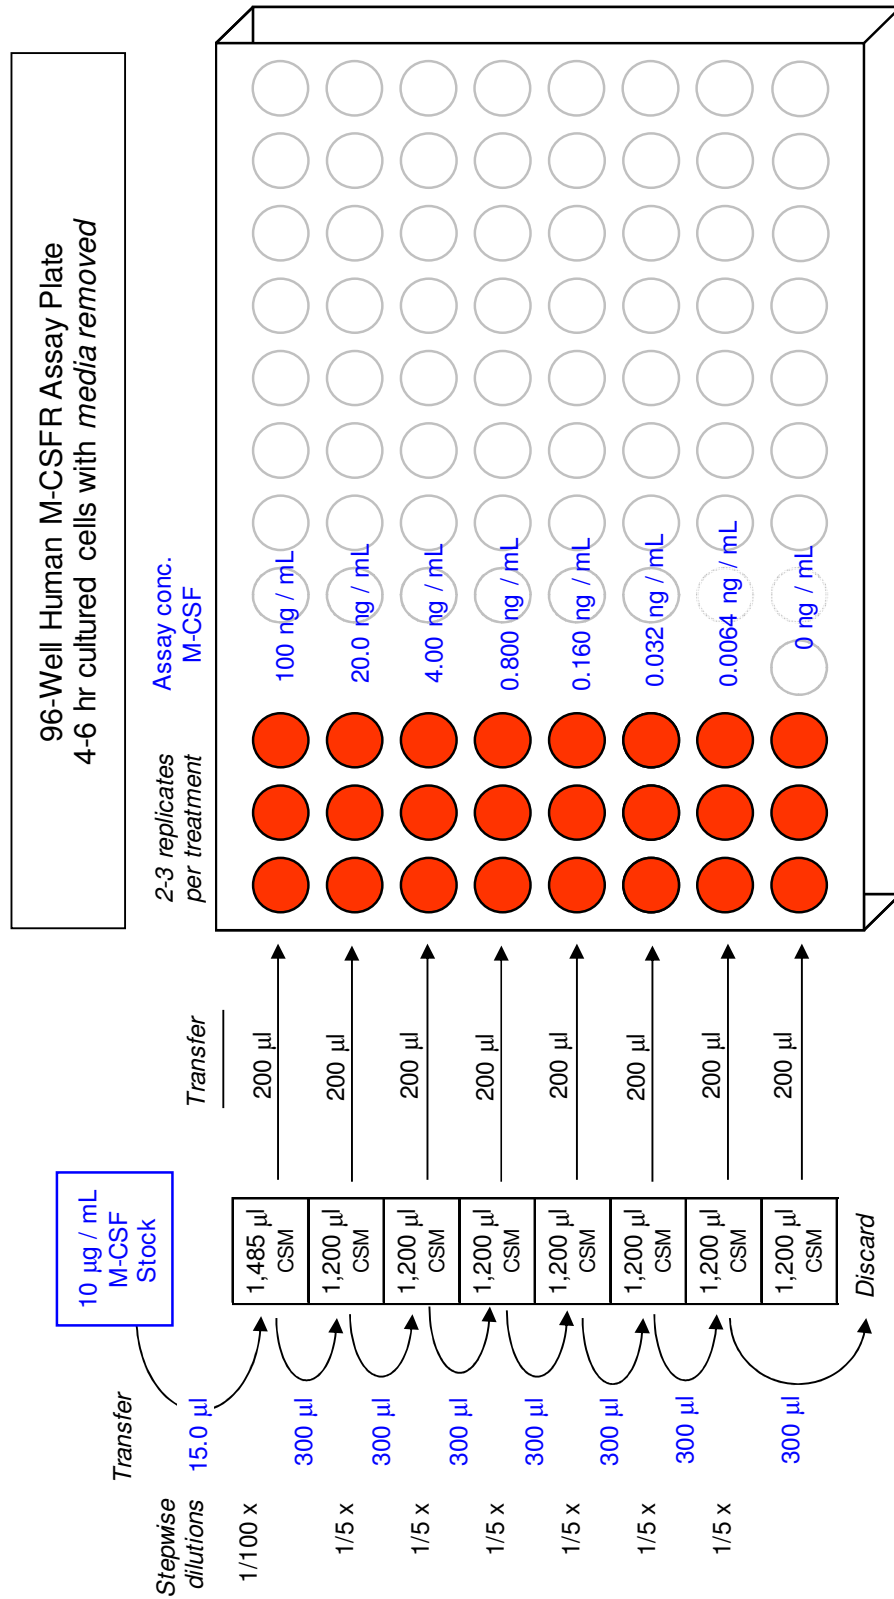 96-Well Human M-CSFR Assay Plate
4-6 hr cultured cells with media removed
Stepwise
dilutions
Transfer
10 µg / mL
M-CSF
Stock
Transfer
2-3 replicates
per treatment
Assay conc.
M-CSF
1/100 x
15.0 µl
1,485 µl
CSM
200 µl
100 ng / mL
300 µl
1/5 x
1,200 µl
CSM
200 µl
20.0 ng / mL
300 µl
1/5 x
1,200 µl
CSM
200 µl
4.00 ng / mL
300 µl
1/5 x
1,200 µl
CSM
200 µl
0.800 ng / mL
300 µl
1/5 x
1,200 µl
CSM
200 µl
0.160 ng / mL
300 µl
1/5 x
1,200 µl
CSM
200 µl
0.032 ng / mL
300 µl
1/5 x
1,200 µl
CSM
200 µl
0.0064 ng / mL
300 µl
1,200 µl
CSM
200 µl
0 ng / mL
Discard